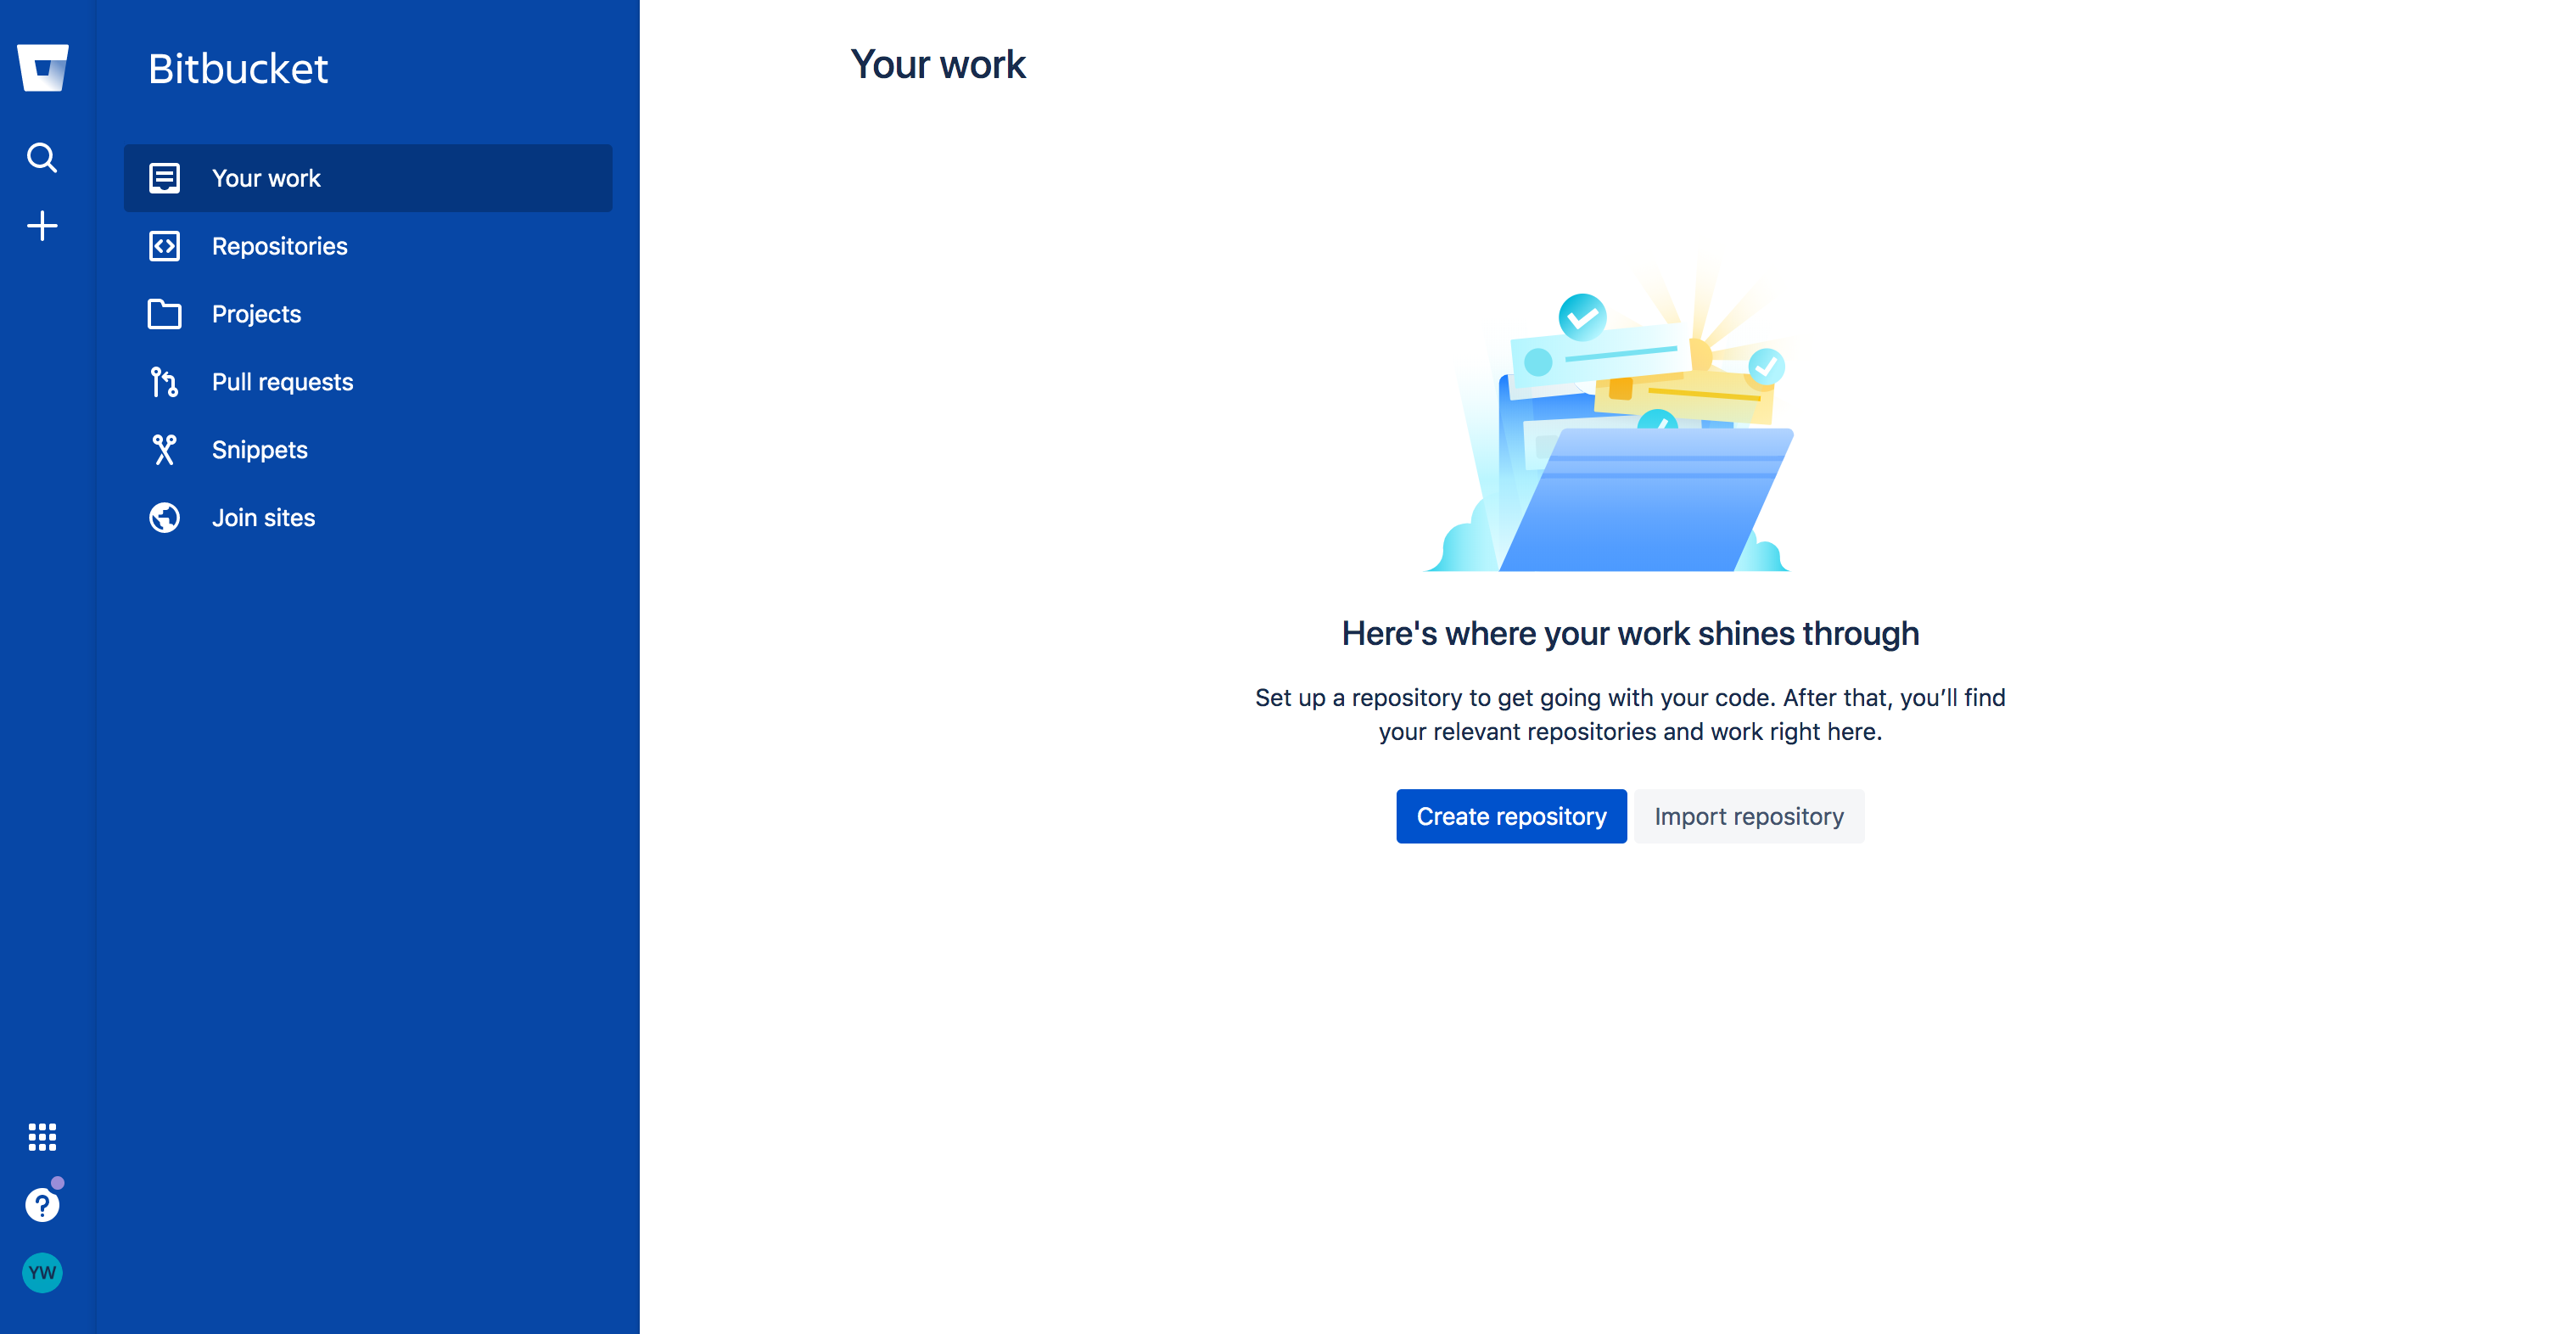 Bitbucket
Your work
Repositories
Projects
Pull requests
Snippets
Join sites
?
YW
Your work
Here's where your work shines through
Set up a repository to get going with your code. After that, you’ll find
your relevant repositories and work right here.
Create repository
Import repository